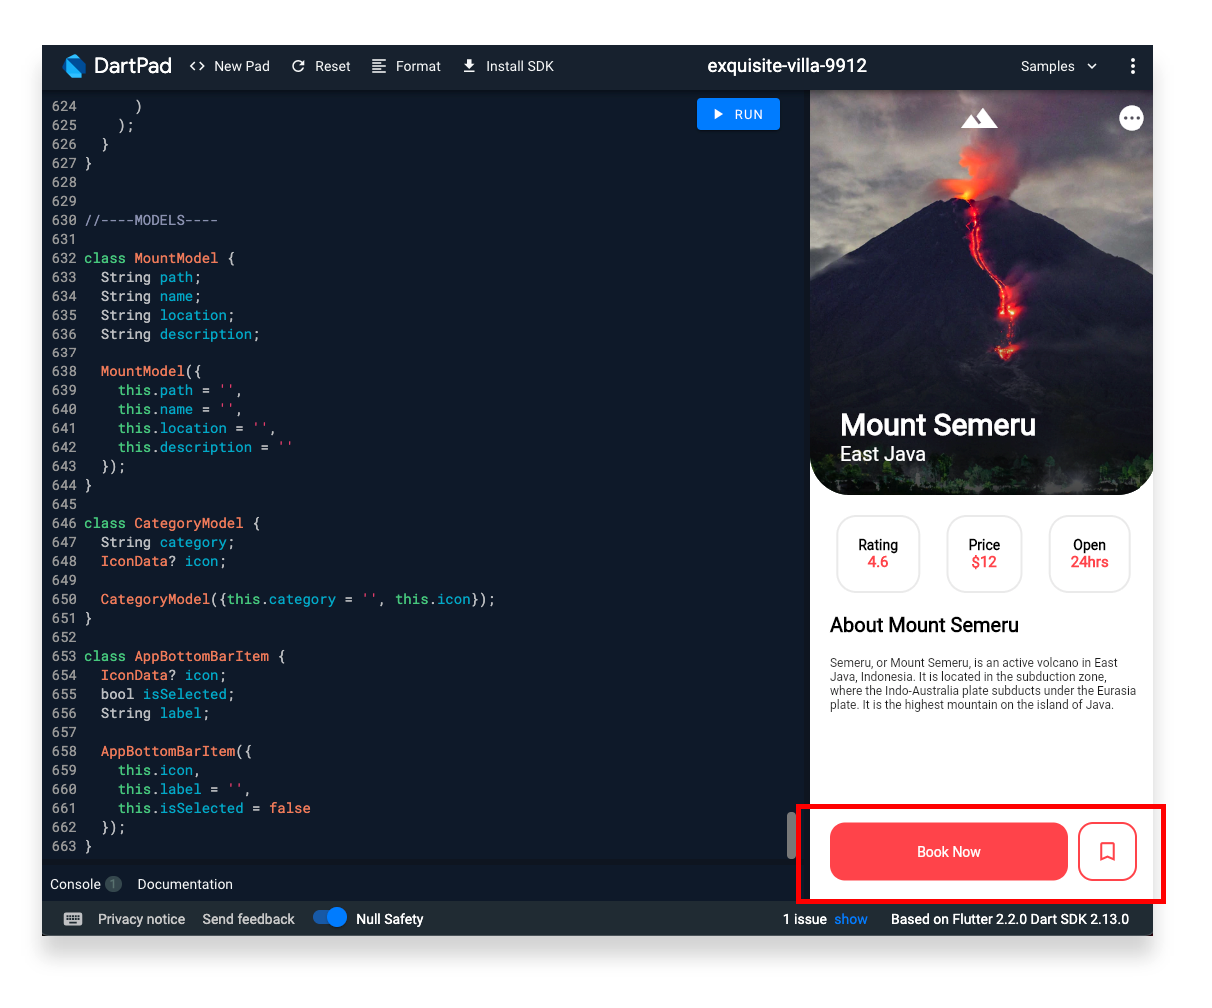 DartPad <> New Pad Reset Format Install SDK exquisite-villa-9912 Samples
624 )
625 );
626 }
627 }
628
629
630 //----MODELS----
631
632 class MountModel {
633 String path;
634 String name;
635 String location;
636 String description;
637
638 MountModel({
639 this.path = '',
640 this.name = '',
641 this.location = '',
642 this.description = ''
643 });
644 }
645
646 class CategoryModel {
647 String category;
648 IconData? icon;
649
650 CategoryModel({this.category = '', this.icon});
651 }
652
653 class AppBottomBarItem {
654 IconData? icon;
655 bool isSelected;
656 String label;
657
658 AppBottomBarItem({
659 this.icon,
660 this.label = '',
661 this.isSelected = false
662 });
663 }
RUN
Mount Semeru
East Java
Rating Price Open
4.6 $12 24hrs
About Mount Semeru
Semeru, or Mount Semeru, is an active volcano in East
Java, Indonesia. It is located in the subduction zone,
where the Indo-Australia plate subducts under the Eurasia
plate. It is the highest mountain on the island of Java.
Book Now
Console 1 Documentation
Privacy notice Send feedback Null Safety 1 issue show Based on Flutter 2.2.0 Dart SDK 2.13.0